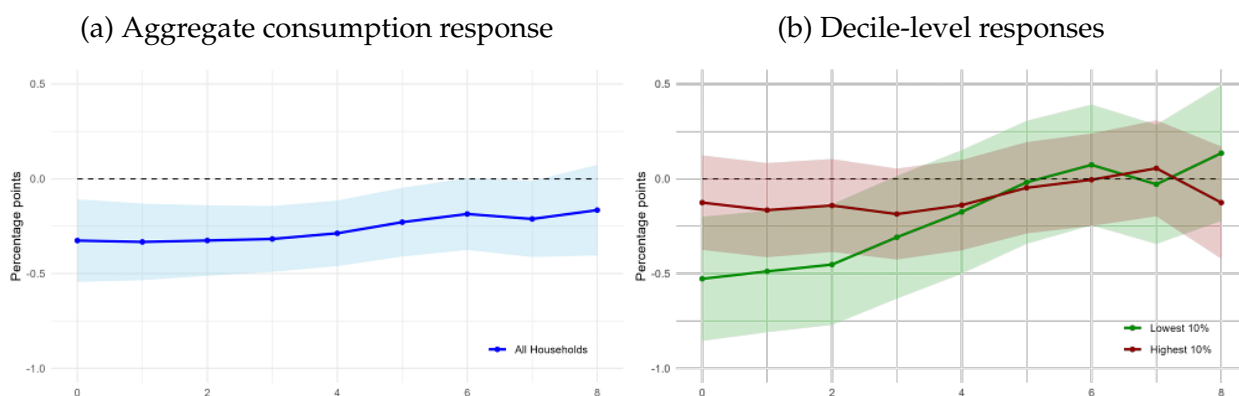 (a) Aggregate consumption response
0.5
0.0
-0.5
-1.0
Percentage points
All Households
0 2 4 6 8
(b) Decile-level responses
0.5
0.0
-0.5
-1.0
Percentage points
Lowest 10%
Highest 10%
0 2 4 6 8